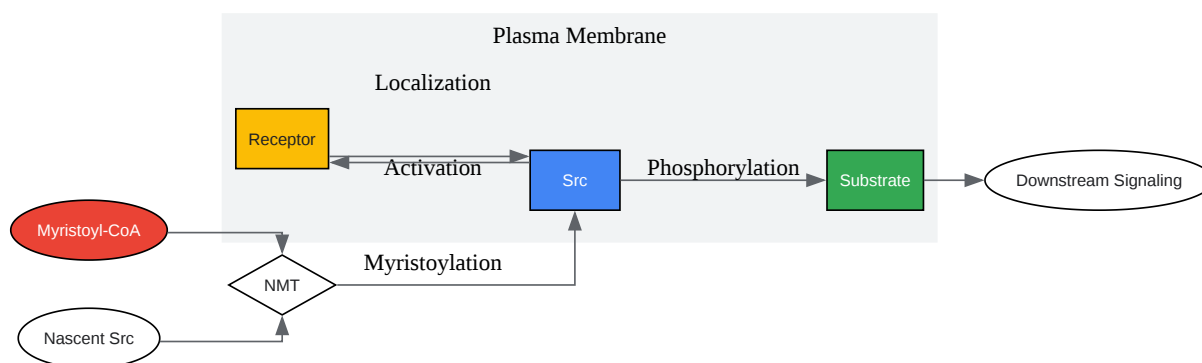 Plasma Membrane
Localization
Receptor
Activation
Phosphorylation
Src
Substrate
Downstream Signaling
Myristoyl-CoA
Myristoylation
NMT
Nascent Src